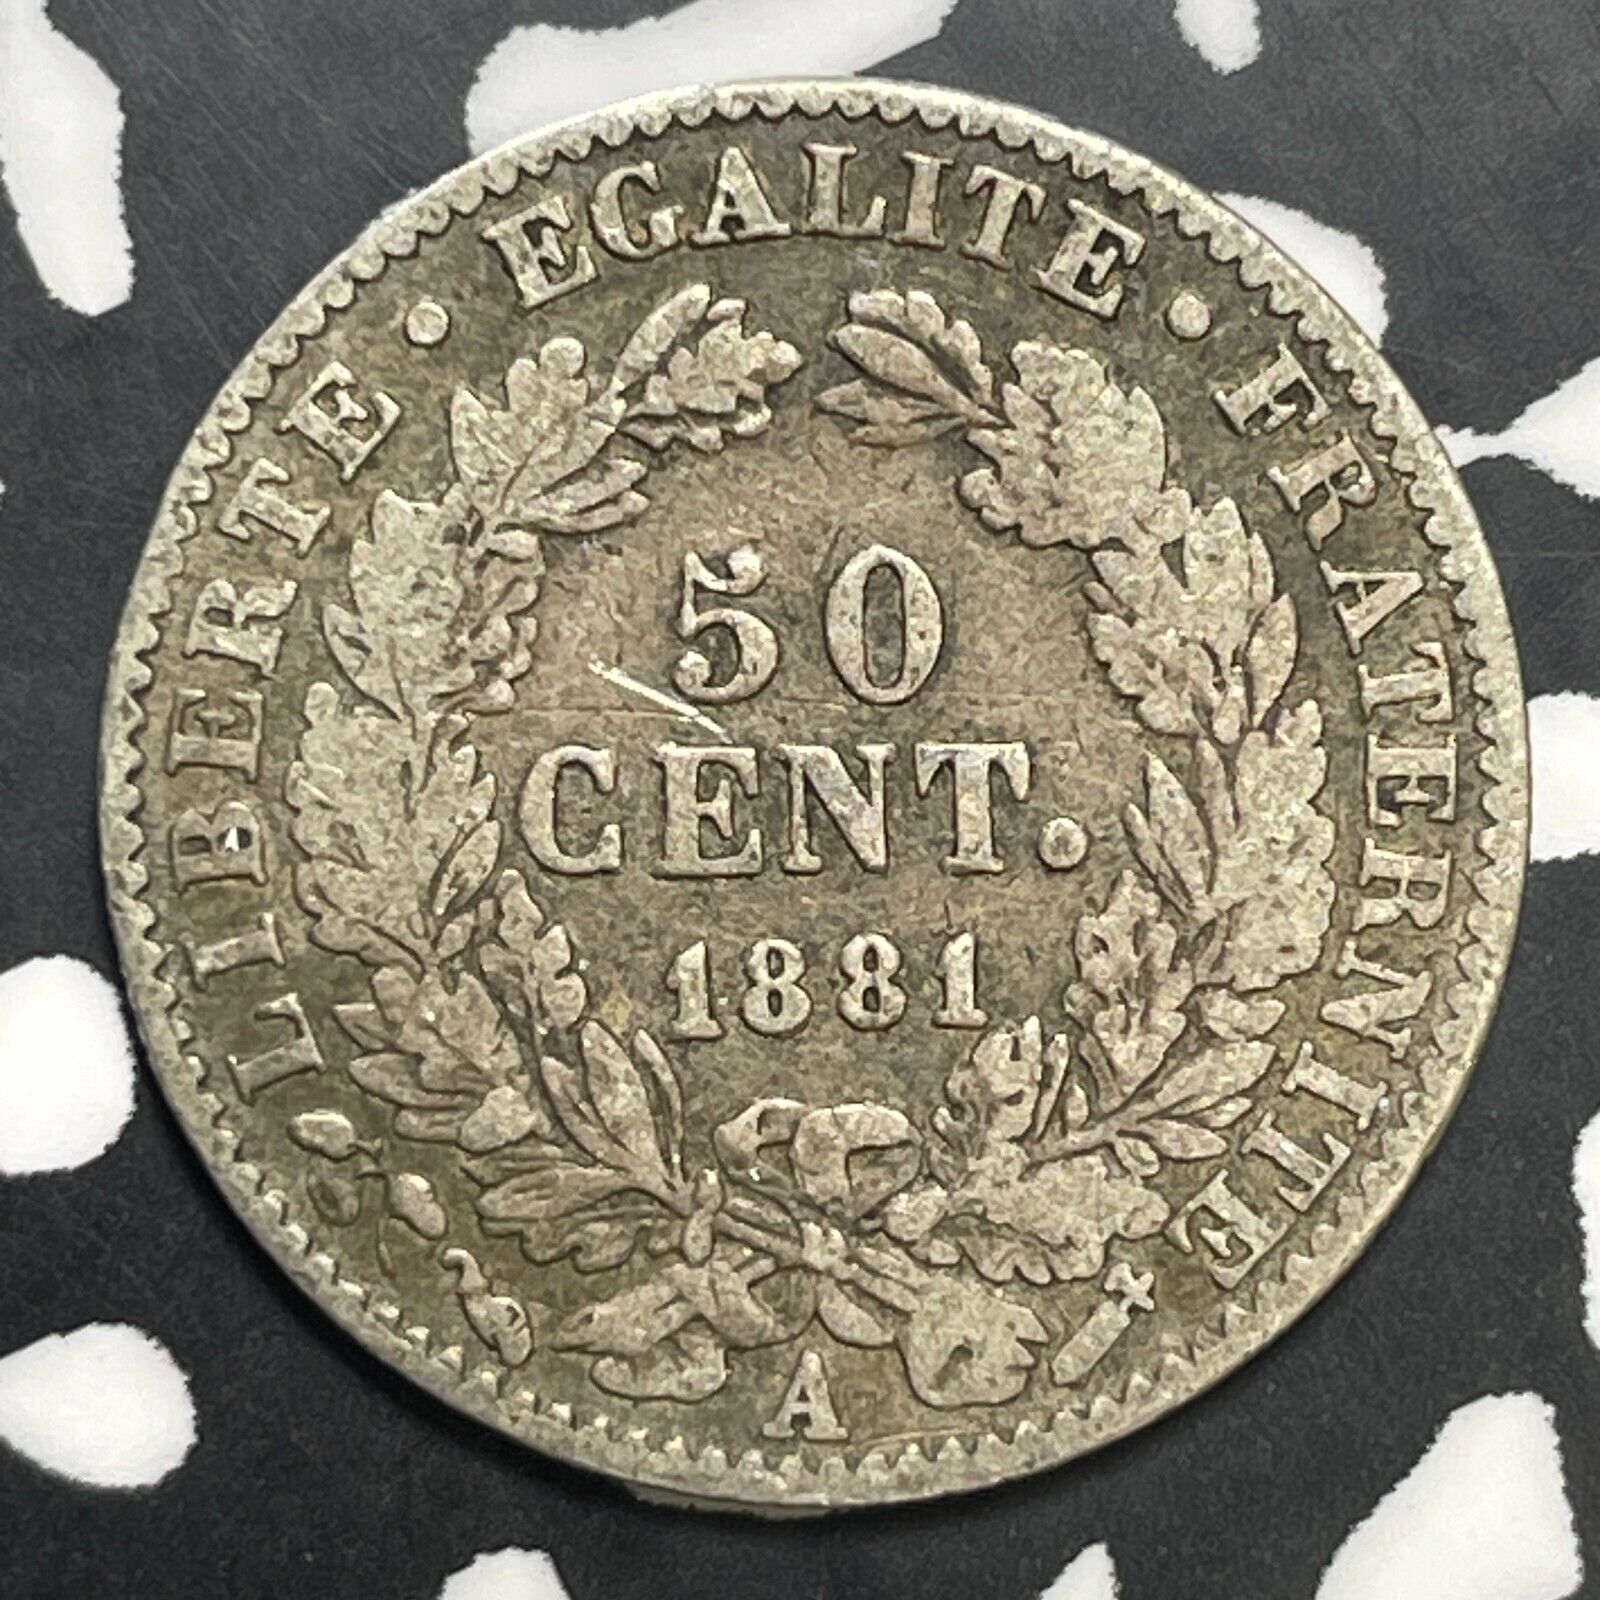 LIBERTE · EGALITE · FRATERNITE
50
CENT.
1881
A